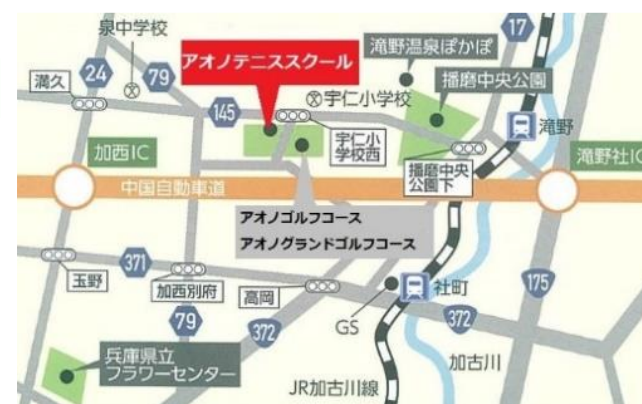 泉中学校
17
アオノテニススクール
滝野温泉ぽかぽ
24
79
満久
播磨中央公園
宇仁小学校
145
滝野
宇仁小
学校西
加西IC
播磨中央
公園下
滝野社IC
中国自動車道
アオノゴルフコース
アオノグランドゴルフコース
371
玉野
加西別府
高岡
社町
175
79
372
GS
372
兵庫県立
フラワーセンター
加古川
JR加古川線